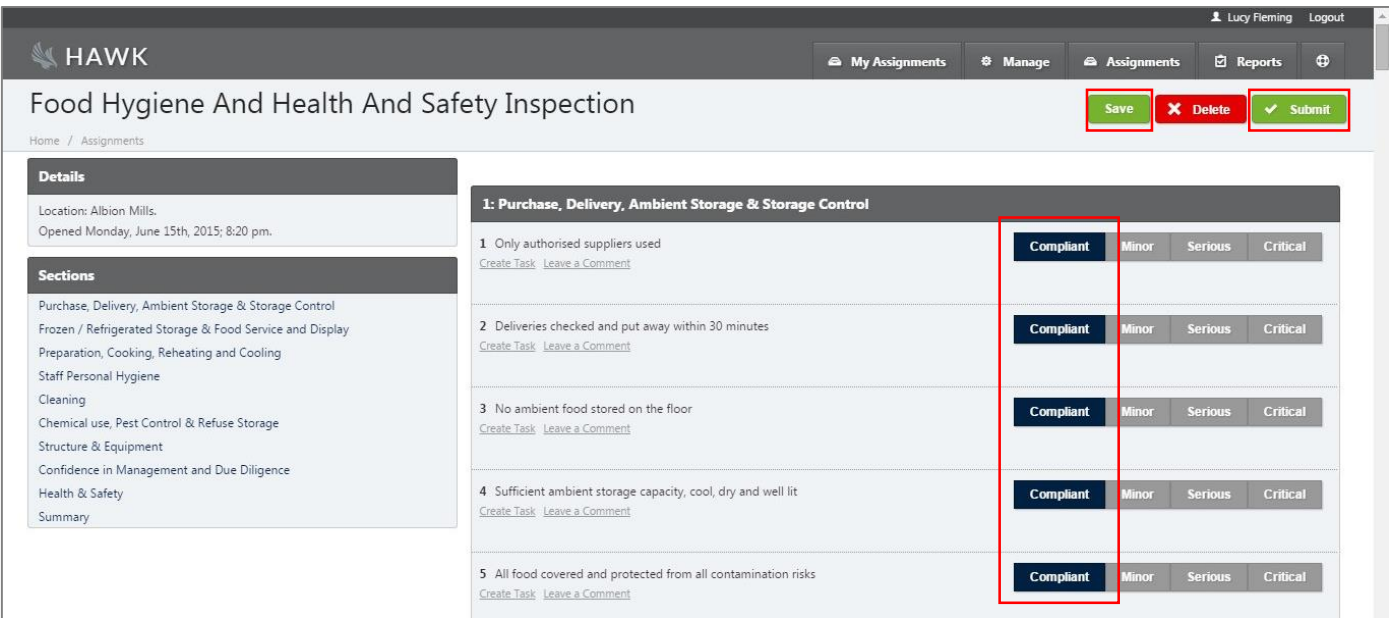 Lucy Fleming Logout
HAWK
My Assignments Manage Assignments Reports
Food Hygiene And Health And Safety Inspection
Save Delete Submit
Home / Assignments
Details
Location: Albion Mills.
Opened Monday, June 15th, 2015; 8:20 pm.
Sections
Purchase, Delivery, Ambient Storage & Storage Control
Frozen / Refrigerated Storage & Food Service and Display
Preparation, Cooking, Reheating and Cooling
Staff Personal Hygiene
Cleaning
Chemical use, Pest Control & Refuse Storage
Structure & Equipment
Confidence in Management and Due Diligence
Health & Safety
Summary
1: Purchase, Delivery, Ambient Storage & Storage Control
1 Only authorised suppliers used
Create Task Leave a Comment
Compliant Minor Serious Critical
2 Deliveries checked and put away within 30 minutes
Create Task Leave a Comment
Compliant Minor Serious Critical
3 No ambient food stored on the floor
Create Task Leave a Comment
Compliant Minor Serious Critical
4 Sufficient ambient storage capacity, cool, dry and well lit
Create Task Leave a Comment
Compliant Minor Serious Critical
5 All food covered and protected from all contamination risks
Create Task Leave a Comment
Compliant Minor Serious Critical